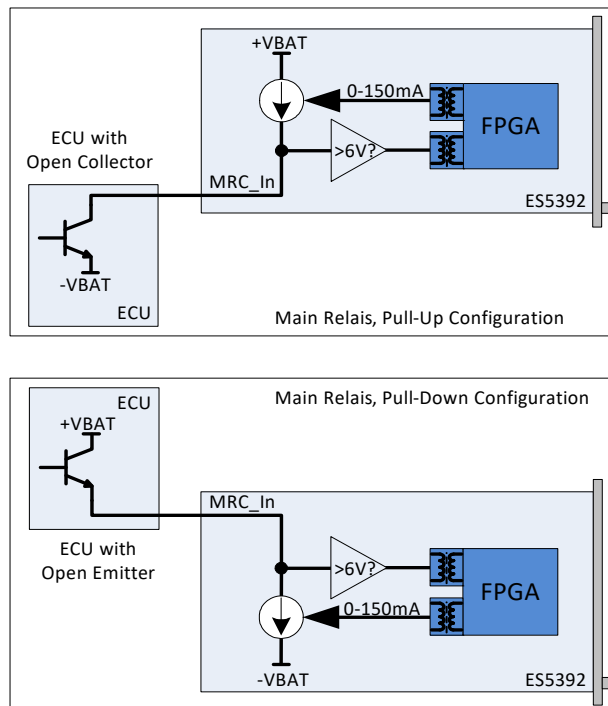 +VBAT
0-150mA
FPGA
ECU with
Open Collector
>6V?
MRC_In
ES5392
-VBAT
ECU
Main Relais, Pull-Up Configuration
ECU
Main Relais, Pull-Down Configuration
+VBAT
MRC_In
ECU with
Open Emitter
>6V?
FPGA
0-150mA
-VBAT
ES5392